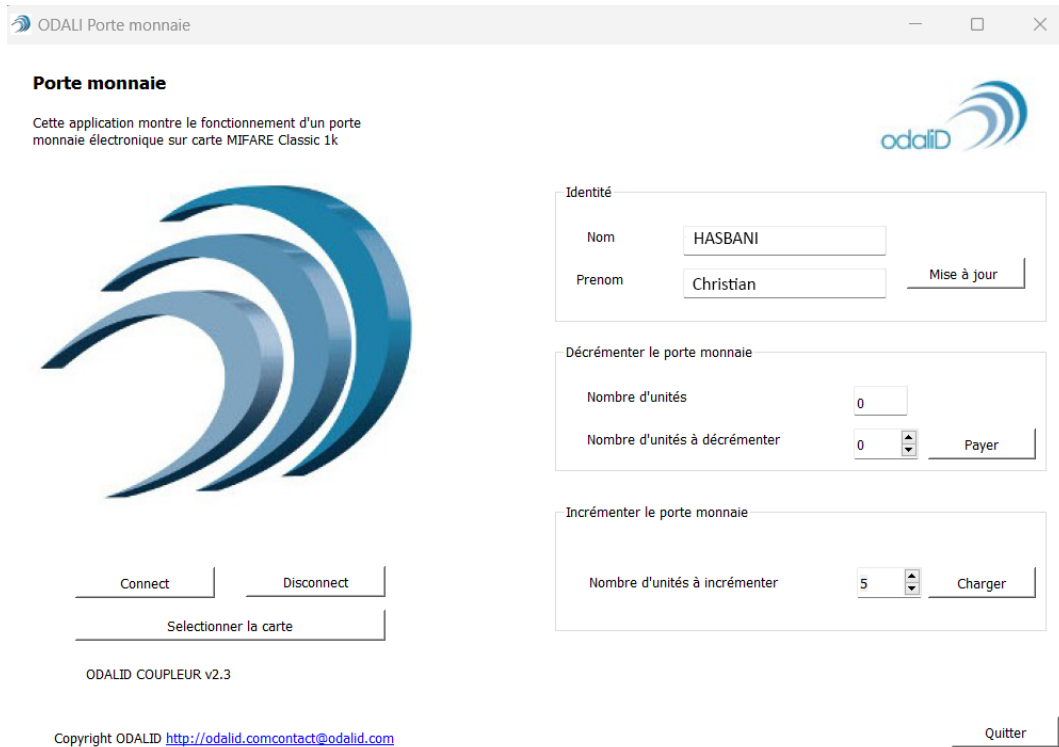 ODALI Porte monnaie
Porte monnaie
Cette application montre le fonctionnement d'un porte
monnaie électronique sur carte MIFARE Classic 1k
odaliD
Identité
Nom
HASBANI
Prenom
Christian
Mise à jour
Décrémenter le porte monnaie
Nombre d'unités
0
Nombre d'unités à décrémenter
0
Payer
Incrémenter le porte monnaie
Nombre d'unités à incrémenter
5
Charger
Connect
Disconnect
Selectionner la carte
ODALID COUPLEUR v2.3
Copyright ODALID http://odalid.comcontact@odalid.com
Quitter